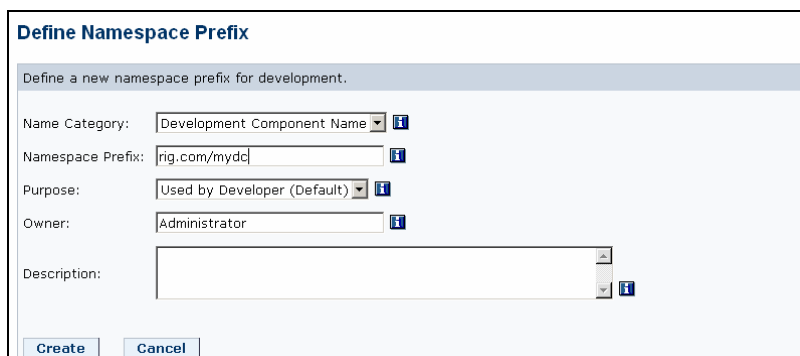 Define Namespace Prefix
Define a new namespace prefix for development.
Name Category: Development Component Name
Namespace Prefix: rig.com/mydc
Purpose: Used by Developer (Default)
Owner: Administrator
Description:
Create Cancel